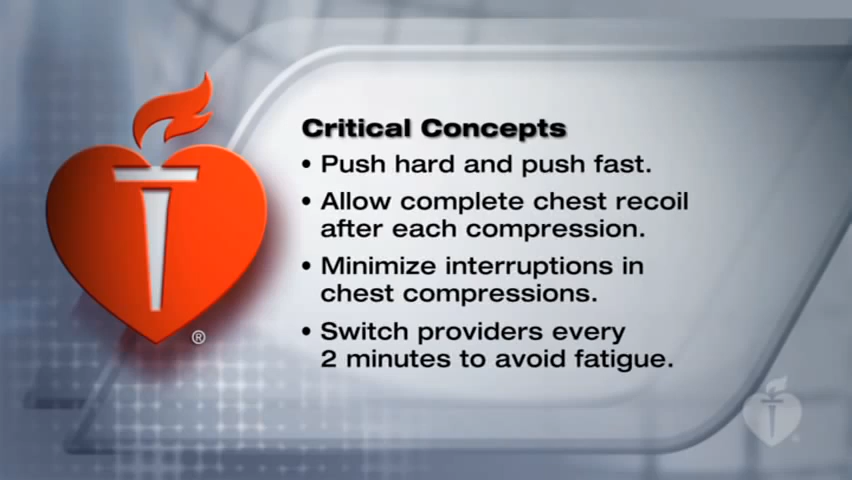 Critical Concepts
• Push hard and push fast.
• Allow complete chest recoil
after each compression.
• Minimize interruptions in
chest compressions.
• Switch providers every
2 minutes to avoid fatigue.
®